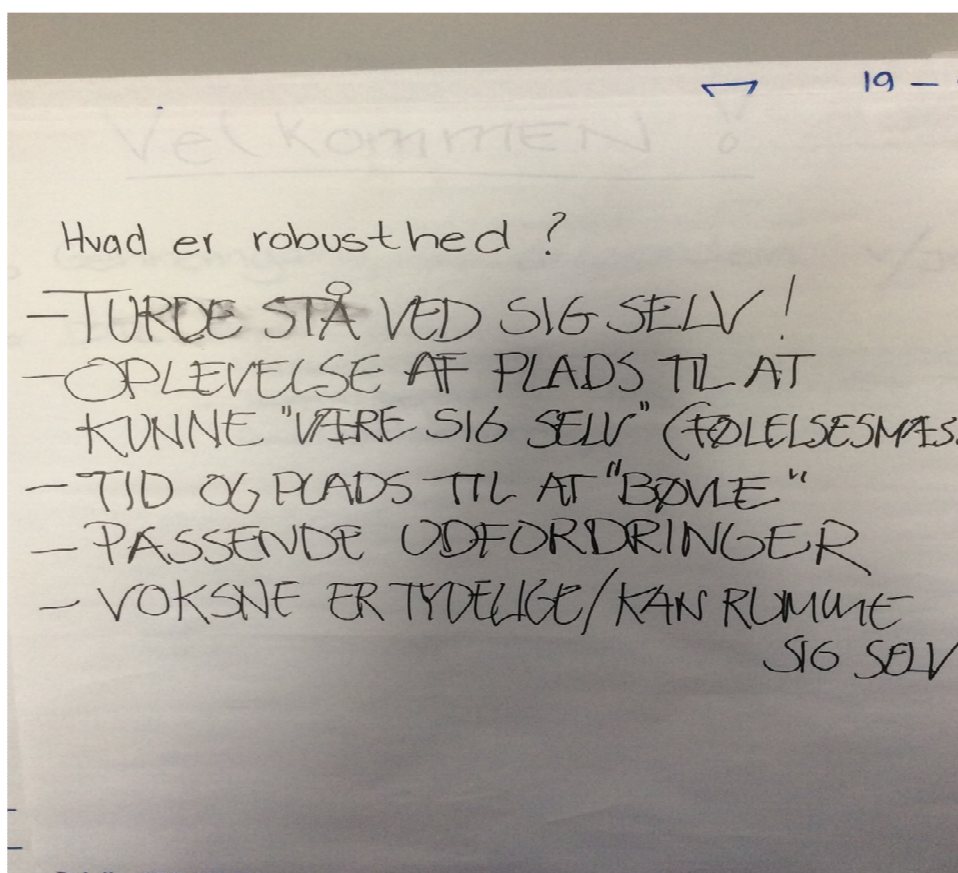 19 –
VelkommEN !
Hvad er robusthed ?
– TURDE STÅ VED SIG SELV !
– OPLEVELSE AF PLADS TIL AT
KUNNE "VÆRE SIG SELV" (FØLELSESMÆS
– TID OG PLADS TIL AT "BØVLE"
– PASSENDE UDFORDRINGER
– VOKSNE ER TYDELIGE/KAN RUMME
SIG SELV